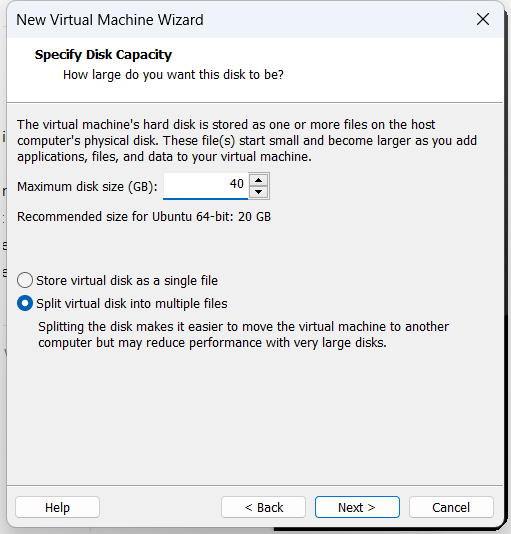 New Virtual Machine Wizard
Specify Disk Capacity
How large do you want this disk to be?
The virtual machine's hard disk is stored as one or more files on the host
computer's physical disk. These file(s) start small and become larger as you add
applications, files, and data to your virtual machine.
Maximum disk size (GB): 40
Recommended size for Ubuntu 64-bit: 20 GB
Store virtual disk as a single file
Split virtual disk into multiple files
Splitting the disk makes it easier to move the virtual machine to another
computer but may reduce performance with very large disks.
Help < Back Next > Cancel